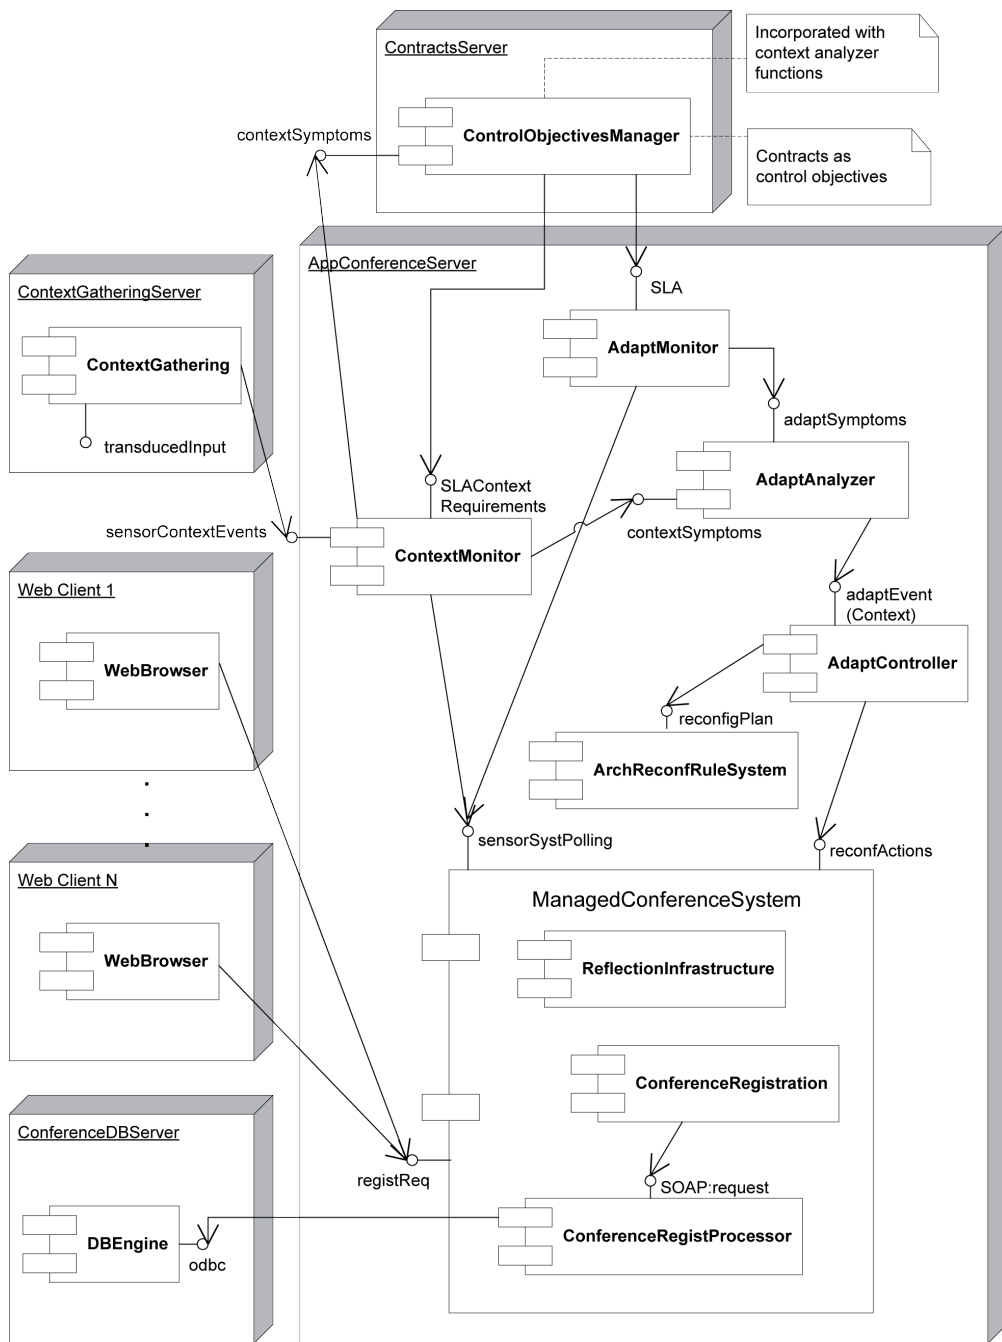 Incorporated with
context analyzer
functions
ContractsServer
ControlObjectivesManager
contextSymptoms
Contracts as
control objectives
AppConferenceServer
ContextGatheringServer
SLA
ContextGathering
AdaptMonitor
transducedInput
adaptSymptoms
AdaptAnalyzer
SLAContext
Requirements
sensorContextEvents
contextSymptoms
ContextMonitor
Web Client 1
adaptEvent
(Context)
WebBrowser
AdaptController
reconfigPlan
ArchReconfRuleSystem
.
.
.
sensorSystPolling
reconfActions
Web Client N
ManagedConferenceSystem
WebBrowser
ReflectionInfrastructure
ConferenceRegistration
ConferenceDBServer
registReq
SOAP:request
DBEngine
ConferenceRegistProcessor
odbc